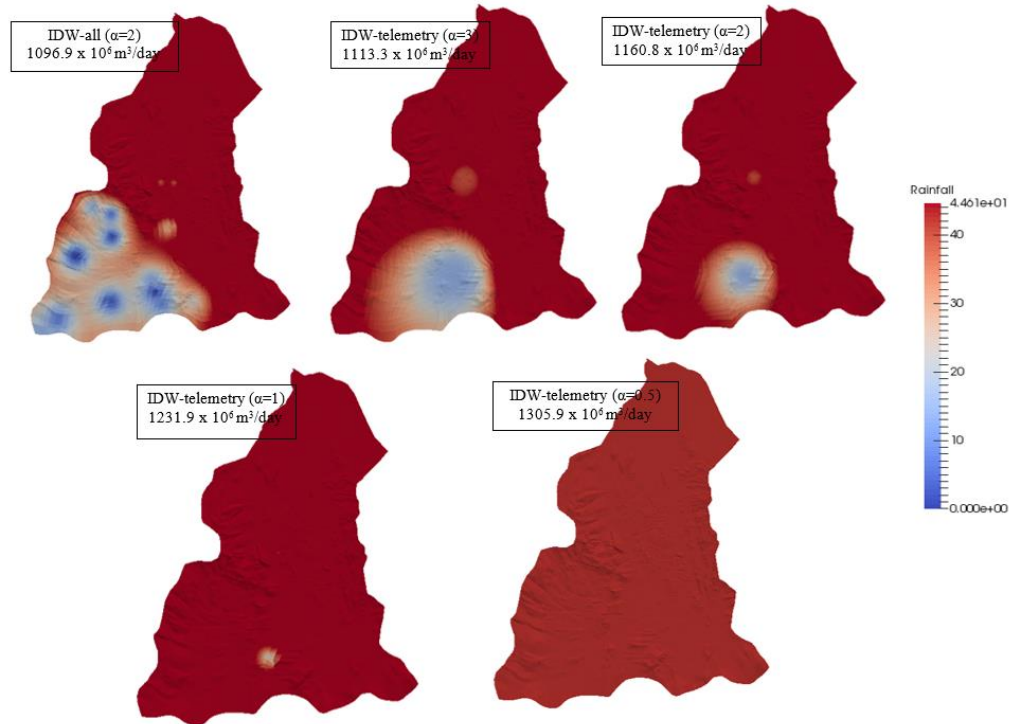 IDW-all (α=2)
1096.9 x 10⁶ m³/day
IDW-telemetry (α=3)
1113.3 x 10⁶ m³/day
IDW-telemetry (α=2)
1160.8 x 10⁶ m³/day
Rainfall
4.461e+01
40
30
20
10
0.000e+00
IDW-telemetry (α=1)
1231.9 x 10⁶ m³/day
IDW-telemetry (α=0.5)
1305.9 x 10⁶ m³/day